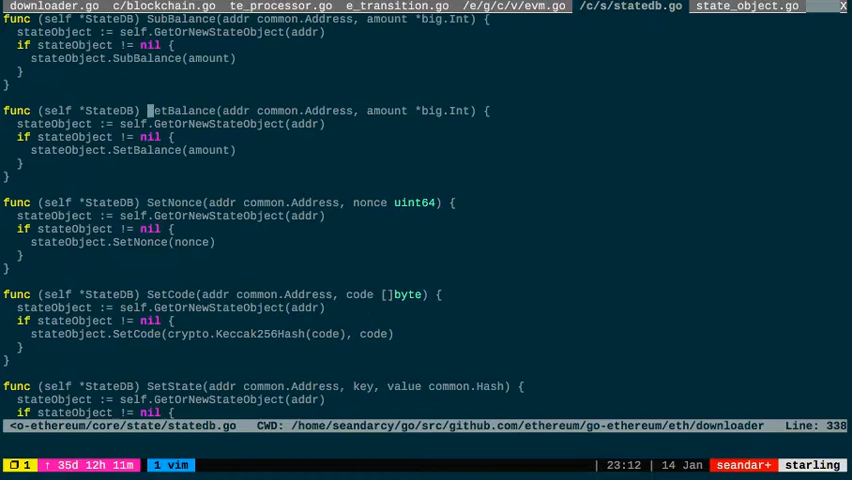 downloader.go c/blockchain.go te_processor.go e_transition.go /e/g/c/v/evm.go /c/s/statedb.go state_object.go X
func (self *StateDB) SubBalance(addr common.Address, amount *big.Int) {
  stateObject := self.GetOrNewStateObject(addr)
  if stateObject != nil {
    stateObject.SubBalance(amount)
  }
}
func (self *StateDB) SetBalance(addr common.Address, amount *big.Int) {
  stateObject := self.GetOrNewStateObject(addr)
  if stateObject != nil {
    stateObject.SetBalance(amount)
  }
}
func (self *StateDB) SetNonce(addr common.Address, nonce uint64) {
  stateObject := self.GetOrNewStateObject(addr)
  if stateObject != nil {
    stateObject.SetNonce(nonce)
  }
}
func (self *StateDB) SetCode(addr common.Address, code []byte) {
  stateObject := self.GetOrNewStateObject(addr)
  if stateObject != nil {
    stateObject.SetCode(crypto.Keccak256Hash(code), code)
  }
}
func (self *StateDB) SetState(addr common.Address, key, value common.Hash) {
  stateObject := self.GetOrNewStateObject(addr)
  if stateObject != nil {
<o-ethereum/core/state/statedb.go CWD: /home/seandarcy/go/src/github.com/ethereum/go-ethereum/eth/downloader Line: 338
❐ 1 ↑ 35d 12h 11m 1 vim | 23:12 | 14 Jan seandar+ starling